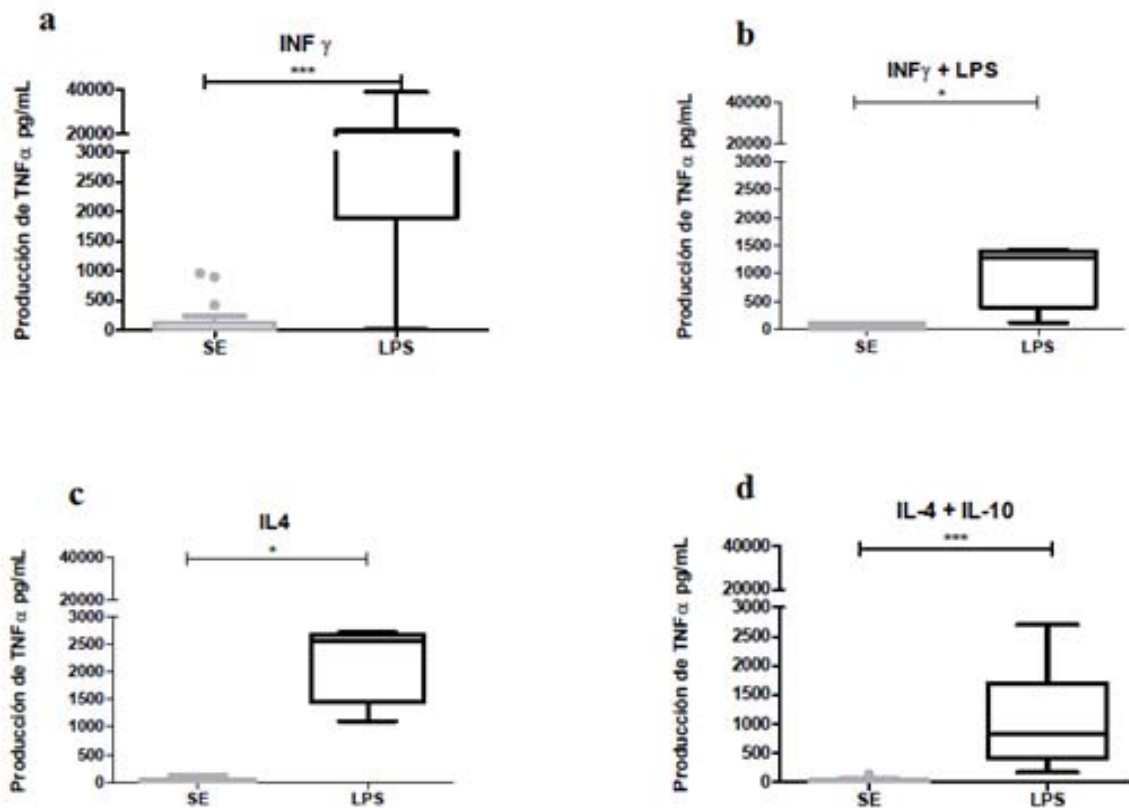 a
INF γ
***
Producción de TNFα pg/mL
40000
20000
3000
2500
2000
1500
1000
500
0
SE
LPS
b
INFγ + LPS
*
Producción de TNFα pg/mL
40000
20000
3000
2500
2000
1500
1000
500
0
SE
LPS
c
IL4
*
Producción de TNFα pg/mL
40000
20000
3000
2500
2000
1500
1000
500
0
SE
LPS
d
IL-4 + IL-10
***
Producción de TNFα pg/mL
40000
20000
3000
2500
2000
1500
1000
500
0
SE
LPS